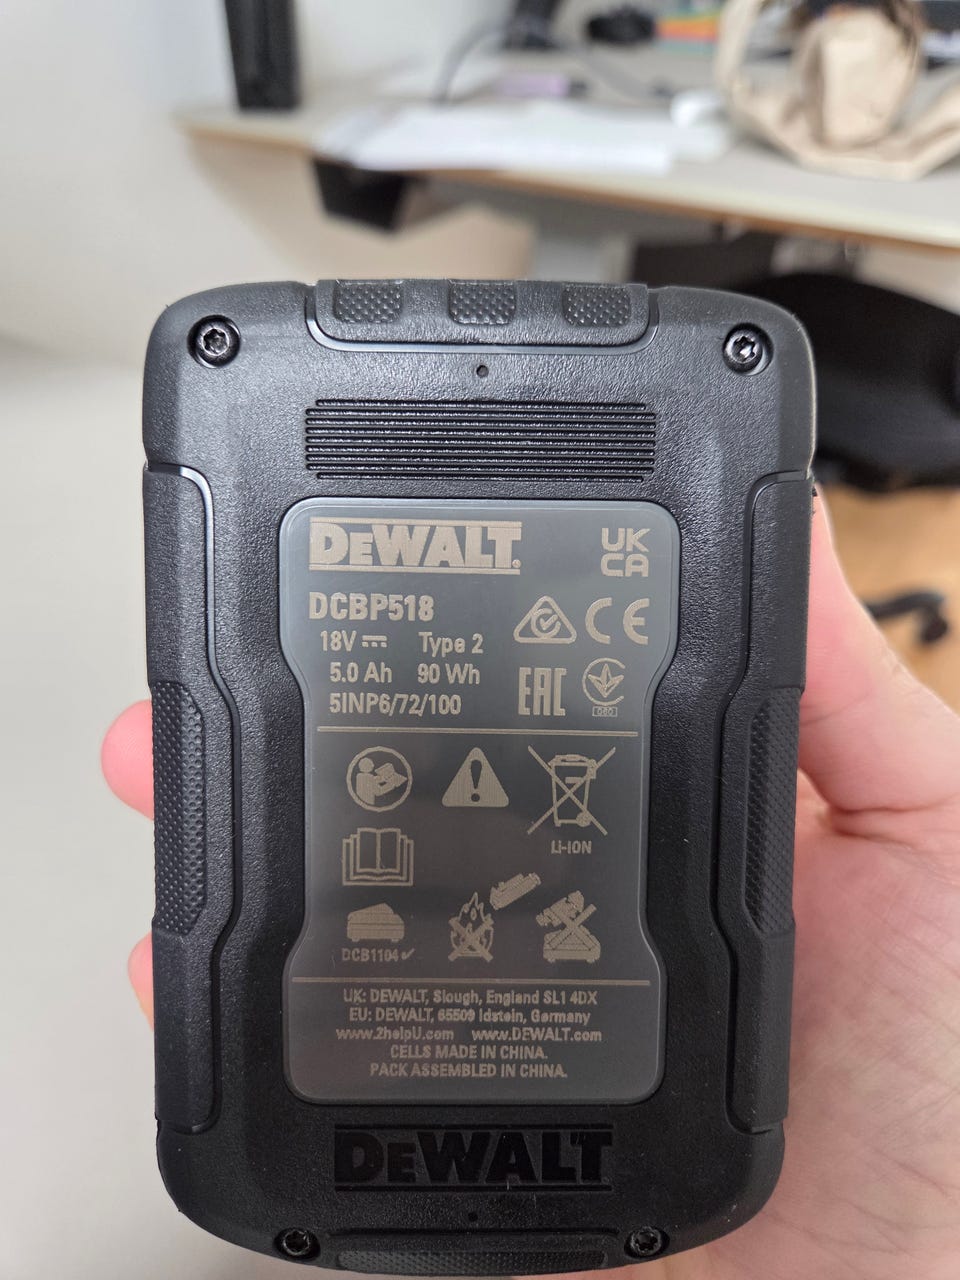 DEWALT
UK
CA
DCBP518
18V Type 2
CE
5.0 Ah 90 Wh
EAC
5INP6/72/100
LI-ION
DCB1104
UK: DEWALT, Slough, England SL1 4DX
EU: DEWALT, 65509 Idstein, Germany
www.2helpU.com www.DEWALT.com
CELLS MADE IN CHINA.
PACK ASSEMBLED IN CHINA.
DEWALT